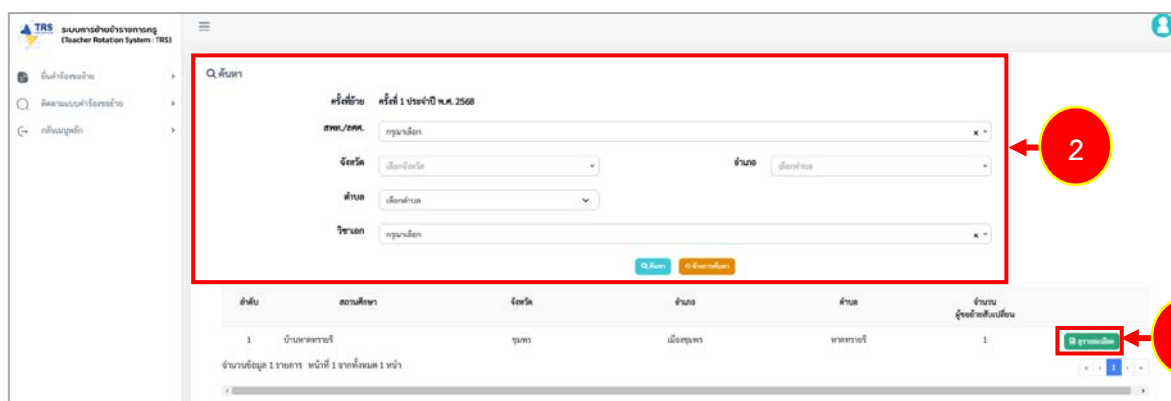 TRS ระบบการย้ายข้าราชการครู
(Teacher Rotation System : TRS)
ยื่นคำร้องขอย้าย
ติดตามแบบคำร้องขอย้าย
กลับเมนูหลัก
ค้นหา
ครั้งที่ย้าย ครั้งที่ 1 ประจำปี พ.ศ. 2568
สพท./สศศ. กรุณาเลือก
จังหวัด เลือกจังหวัด อำเภอ เลือกอำเภอ
ตำบล เลือกตำบล
วิชาเอก กรุณาเลือก
ค้นหา ล้างการค้นหา
2
ลำดับ สถานศึกษา จังหวัด อำเภอ ตำบล จำนวน
ผู้ขอย้ายสับเปลี่ยน
1 บ้านหาดทรายรี ชุมพร เมืองชุมพร หาดทรายรี 1 ดูรายละเอียด
จำนวนข้อมูล 1 รายการ หน้าที่ 1 จากทั้งหมด 1 หน้า
« ‹ 1 › »